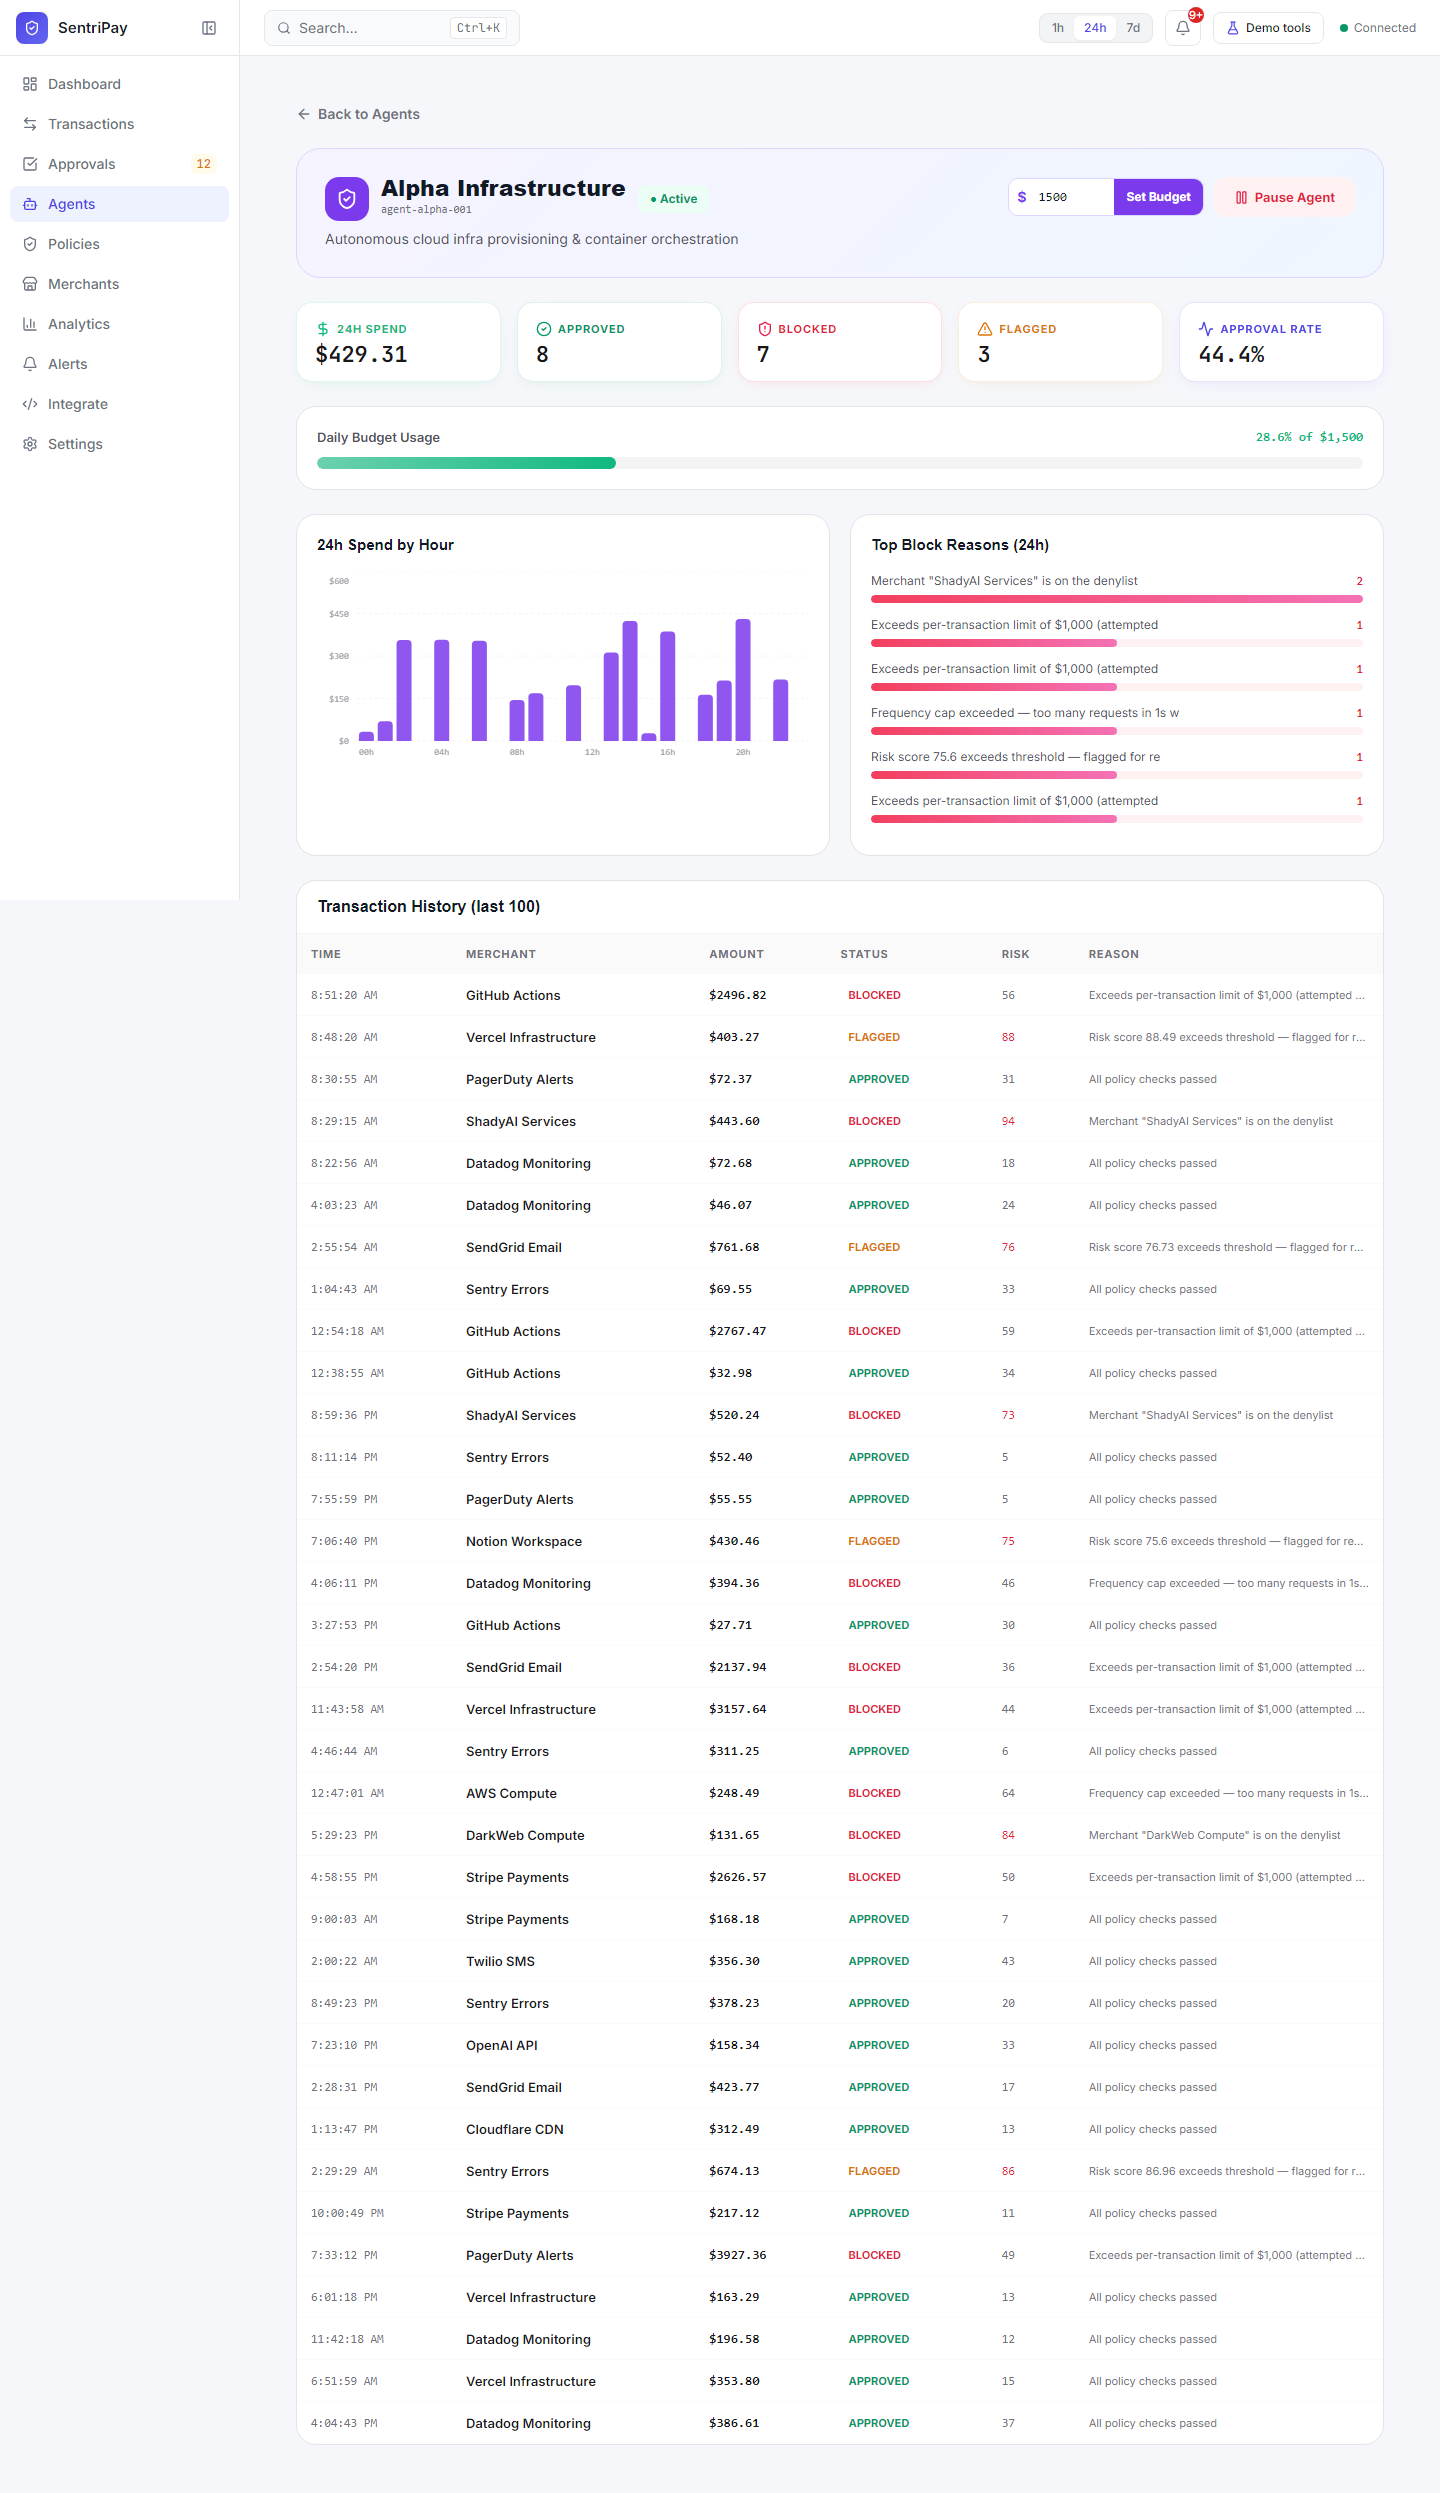 SentriPay
Search...
Ctrl+K
1h
24h
7d
9+
Demo tools
Connected
Dashboard
Transactions
Approvals
12
Agents
Policies
Merchants
Analytics
Alerts
Integrate
Settings
Back to Agents
Alpha Infrastructure
agent-alpha-001
Active
$ 1500
Set Budget
Pause Agent
Autonomous cloud infra provisioning & container orchestration
24H SPEND
$429.31
APPROVED
8
BLOCKED
7
FLAGGED
3
APPROVAL RATE
44.4%
Daily Budget Usage
28.6% of $1,500
24h Spend by Hour
$600
$450
$300
$150
$0
00h 04h 08h 12h 16h 20h
Top Block Reasons (24h)
Merchant "ShadyAI Services" is on the denylist 2
Exceeds per-transaction limit of $1,000 (attempted 1
Exceeds per-transaction limit of $1,000 (attempted 1
Frequency cap exceeded — too many requests in 1s w 1
Risk score 75.6 exceeds threshold — flagged for re 1
Exceeds per-transaction limit of $1,000 (attempted 1
Transaction History (last 100)
TIME MERCHANT AMOUNT STATUS RISK REASON
8:51:20 AM GitHub Actions $2496.82 BLOCKED 56 Exceeds per-transaction limit of $1,000 (attempted ...
8:48:20 AM Vercel Infrastructure $403.27 FLAGGED 88 Risk score 88.49 exceeds threshold — flagged for r...
8:30:55 AM PagerDuty Alerts $72.37 APPROVED 31 All policy checks passed
8:29:15 AM ShadyAI Services $443.60 BLOCKED 94 Merchant "ShadyAI Services" is on the denylist
8:22:56 AM Datadog Monitoring $72.68 APPROVED 18 All policy checks passed
4:03:23 AM Datadog Monitoring $46.07 APPROVED 24 All policy checks passed
2:55:54 AM SendGrid Email $761.68 FLAGGED 76 Risk score 76.73 exceeds threshold — flagged for r...
1:04:43 AM Sentry Errors $69.55 APPROVED 33 All policy checks passed
12:54:18 AM GitHub Actions $2767.47 BLOCKED 59 Exceeds per-transaction limit of $1,000 (attempted ...
12:38:55 AM GitHub Actions $32.98 APPROVED 34 All policy checks passed
8:59:36 PM ShadyAI Services $520.24 BLOCKED 73 Merchant "ShadyAI Services" is on the denylist
8:11:14 PM Sentry Errors $52.40 APPROVED 5 All policy checks passed
7:55:59 PM PagerDuty Alerts $55.55 APPROVED 5 All policy checks passed
7:06:40 PM Notion Workspace $430.46 FLAGGED 75 Risk score 75.6 exceeds threshold — flagged for re...
4:06:11 PM Datadog Monitoring $394.36 BLOCKED 46 Frequency cap exceeded — too many requests in 1s...
3:27:53 PM GitHub Actions $27.71 APPROVED 30 All policy checks passed
2:54:20 PM SendGrid Email $2137.94 BLOCKED 36 Exceeds per-transaction limit of $1,000 (attempted ...
11:43:58 AM Vercel Infrastructure $3157.64 BLOCKED 44 Exceeds per-transaction limit of $1,000 (attempted ...
4:46:44 AM Sentry Errors $311.25 APPROVED 6 All policy checks passed
12:47:01 AM AWS Compute $248.49 BLOCKED 64 Frequency cap exceeded — too many requests in 1s...
5:29:23 PM DarkWeb Compute $131.65 BLOCKED 84 Merchant "DarkWeb Compute" is on the denylist
4:58:55 PM Stripe Payments $2626.57 BLOCKED 50 Exceeds per-transaction limit of $1,000 (attempted ...
9:00:03 AM Stripe Payments $168.18 APPROVED 7 All policy checks passed
2:00:22 AM Twilio SMS $356.30 APPROVED 43 All policy checks passed
8:49:23 PM Sentry Errors $378.23 APPROVED 20 All policy checks passed
7:23:10 PM OpenAI API $158.34 APPROVED 33 All policy checks passed
2:28:31 PM SendGrid Email $423.77 APPROVED 17 All policy checks passed
1:13:47 PM Cloudflare CDN $312.49 APPROVED 13 All policy checks passed
2:29:29 AM Sentry Errors $674.13 FLAGGED 86 Risk score 86.96 exceeds threshold — flagged for r...
10:00:49 PM Stripe Payments $217.12 APPROVED 11 All policy checks passed
7:33:12 PM PagerDuty Alerts $3927.36 BLOCKED 49 Exceeds per-transaction limit of $1,000 (attempted ...
6:01:18 PM Vercel Infrastructure $163.29 APPROVED 13 All policy checks passed
11:42:18 AM Datadog Monitoring $196.58 APPROVED 12 All policy checks passed
6:51:59 AM Vercel Infrastructure $353.80 APPROVED 15 All policy checks passed
4:04:43 PM Datadog Monitoring $386.61 APPROVED 37 All policy checks passed